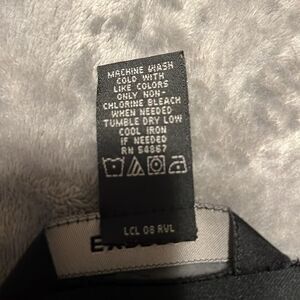 MACHINE WASH
COLD WITH
LIKE COLORS
ONLY NON-
CHLORINE BLEACH
WHEN NEEDED
TUMBLE DRY LOW
COOL IRON
IF NEEDED
RN 54867
LCL 08 RVL